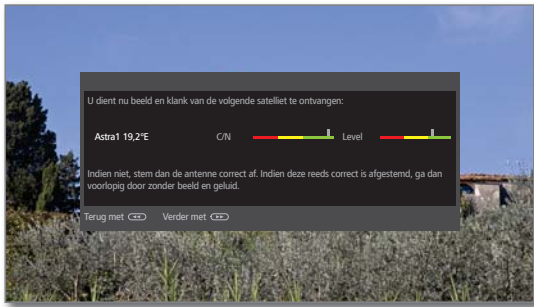 U dient nu beeld en klank van de volgende satelliet te ontvangen:
Astra1 19,2°E C/N Level
Indien niet, stem dan de antenne correct af. Indien deze reeds correct is afgestemd, ga dan
voorlopig door zonder beeld en geluid.
Terug met Verder met